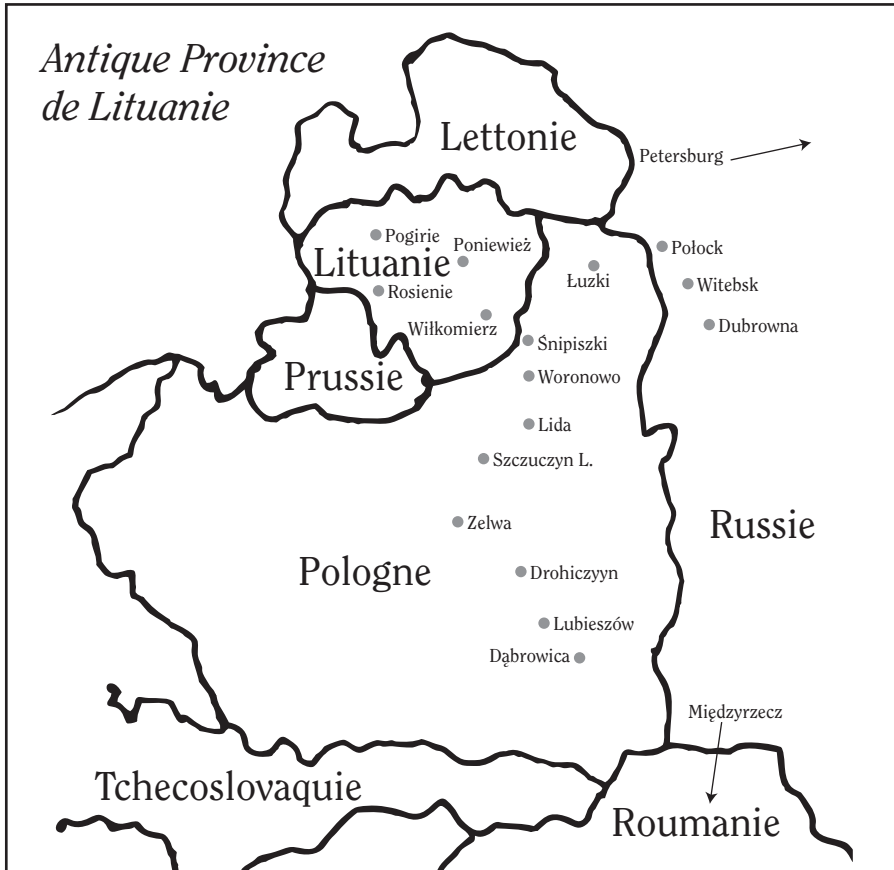 Antique Province
de Lituanie
Lettonie
Petersburg
Pogirie
Poniewież
Połock
Lituanie
Łuzki
Rosienie
Witebsk
Wiłkomierz
Dubrowna
Śnipiszki
Prussie
Woronowo
Lida
Szczuczyn L.
Zelwa
Russie
Pologne
Drohiczyyn
Lubieszów
Dąbrowica
Międzyrzecz
Tchecoslovaquie
Roumanie